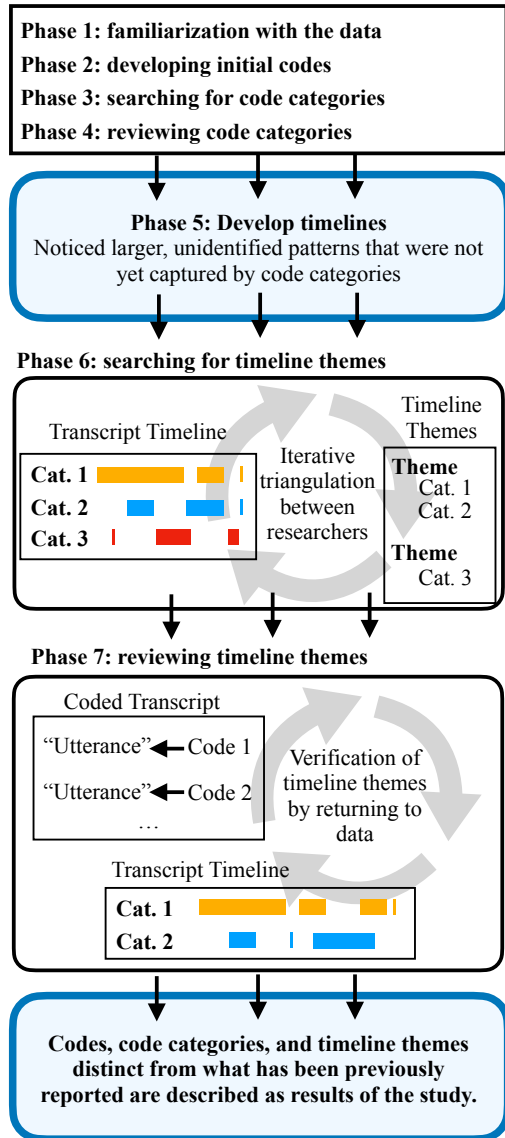 Phase 1: familiarization with the data
Phase 2: developing initial codes
Phase 3: searching for code categories
Phase 4: reviewing code categories
Phase 5: Develop timelines
Noticed larger, unidentified patterns that were not
yet captured by code categories
Phase 6: searching for timeline themes
Transcript Timeline
Cat. 1
Cat. 2
Cat. 3
Iterative
triangulation
between
researchers
Timeline
Themes
Theme
Cat. 1
Cat. 2
Theme
Cat. 3
Phase 7: reviewing timeline themes
Coded Transcript
“Utterance” Code 1
“Utterance” Code 2
…
Verification of
timeline themes
by returning to
data
Transcript Timeline
Cat. 1
Cat. 2
Codes, code categories, and timeline themes
distinct from what has been previously
reported are described as results of the study.